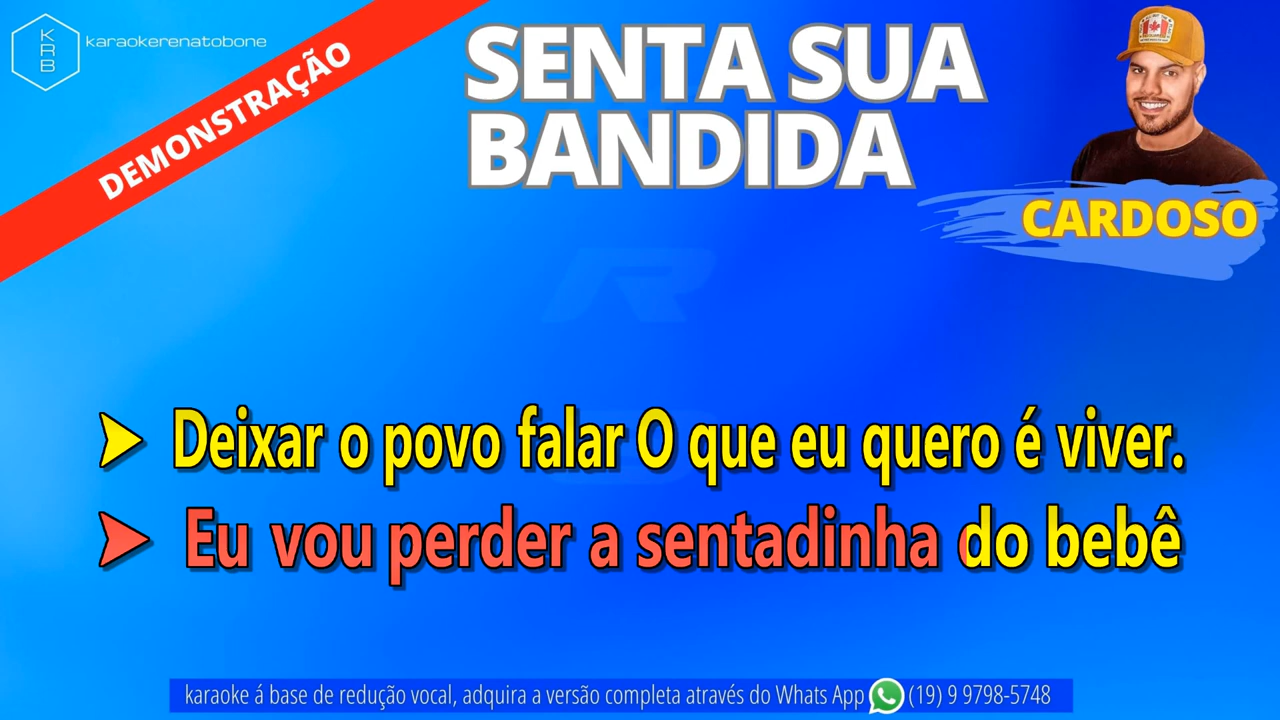 KRB
karaokerenatobone
DEMONSTRAÇÃO
SENTA SUA
BANDIDA
CARDOSO
Deixar o povo falar O que eu quero é viver.
Eu vou perder a sentadinha do bebê
karaoke á base de redução vocal, adquira a versão completa através do Whats App (19) 9 9798-5748